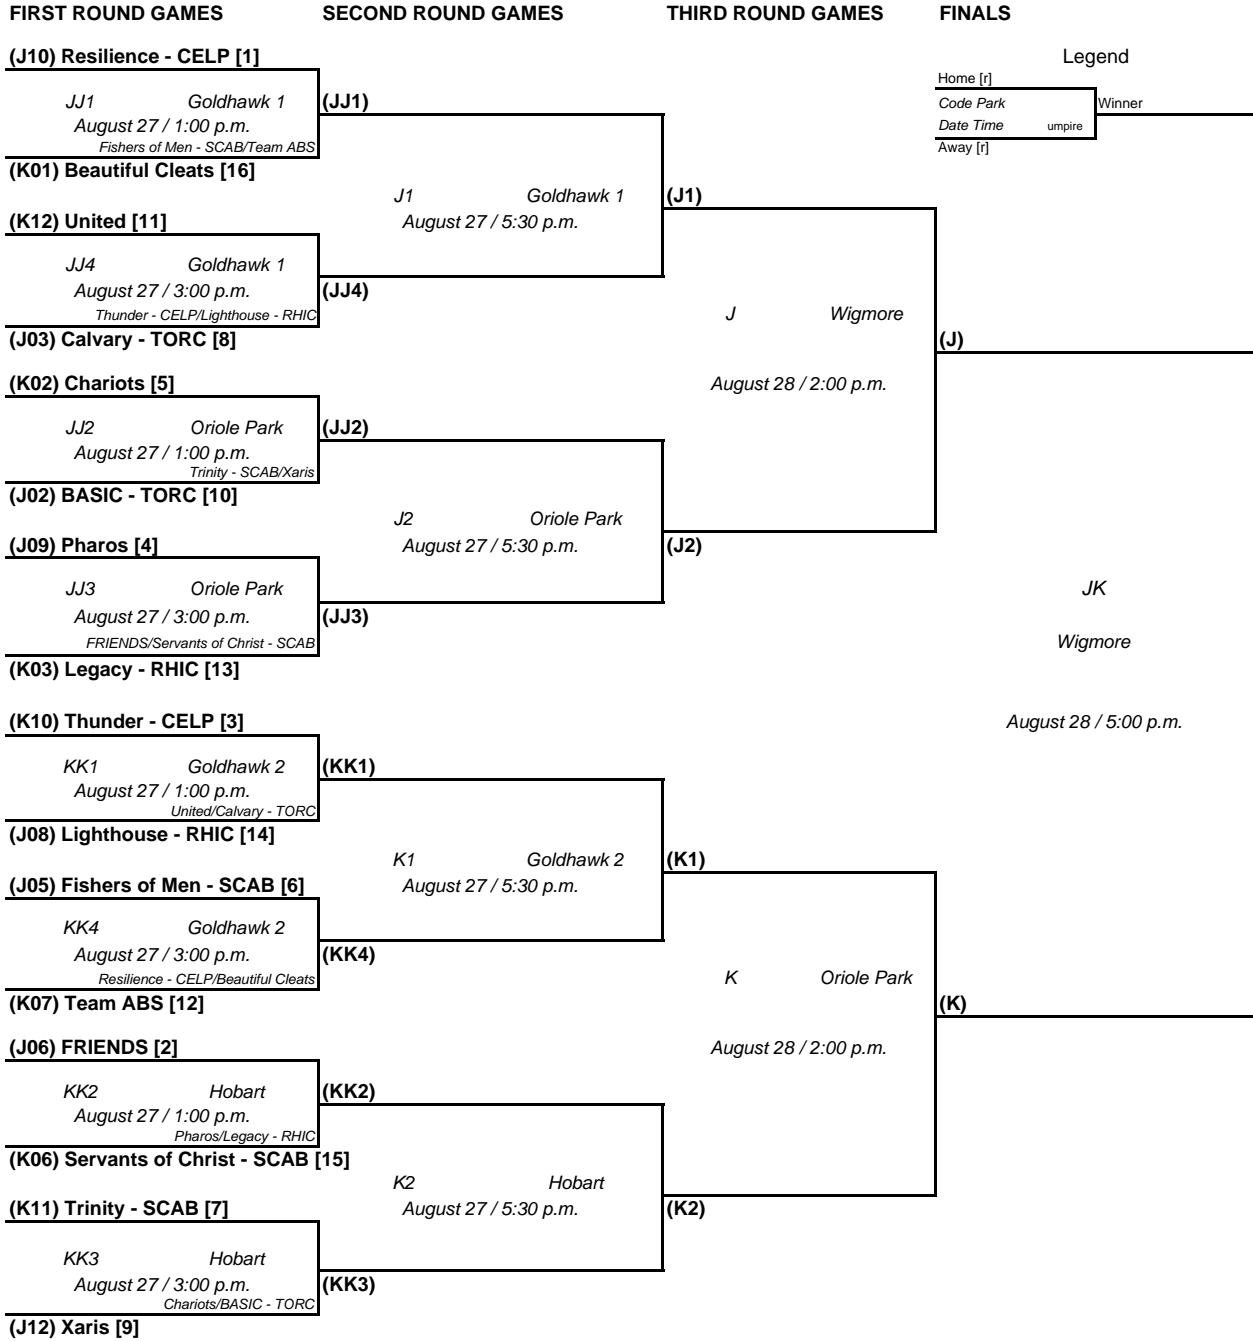 FIRST ROUND GAMES SECOND ROUND GAMES THIRD ROUND GAMES FINALS
(J10) Resilience - CELP [1]
Legend
Home [r]
JJ1 Goldhawk 1
(JJ1)
Code Park
Winner
August 27 / 1:00 p.m.
Date Time umpire
Fishers of Men - SCAB/Team ABS
Away [r]
(K01) Beautiful Cleats [16]
J1 Goldhawk 1
(J1)
August 27 / 5:30 p.m.
(K12) United [11]
JJ4 Goldhawk 1
August 27 / 3:00 p.m.
(JJ4)
Thunder - CELP/Lighthouse - RHIC
J Wigmore
(J03) Calvary - TORC [8]
(J)
(K02) Chariots [5]
August 28 / 2:00 p.m.
JJ2 Oriole Park
(JJ2)
August 27 / 1:00 p.m.
Trinity - SCAB/Xaris
(J02) BASIC - TORC [10]
J2 Oriole Park
(J09) Pharos [4]
August 27 / 5:30 p.m.
(J2)
JJ3 Oriole Park
JK
August 27 / 3:00 p.m.
(JJ3)
FRIENDS/Servants of Christ - SCAB
Wigmore
(K03) Legacy - RHIC [13]
(K10) Thunder - CELP [3]
August 28 / 5:00 p.m.
KK1 Goldhawk 2
(KK1)
August 27 / 1:00 p.m.
United/Calvary - TORC
(J08) Lighthouse - RHIC [14]
K1 Goldhawk 2
(K1)
(J05) Fishers of Men - SCAB [6]
August 27 / 5:30 p.m.
KK4 Goldhawk 2
August 27 / 3:00 p.m.
(KK4)
Resilience - CELP/Beautiful Cleats
K Oriole Park
(K07) Team ABS [12]
(K)
(J06) FRIENDS [2]
August 28 / 2:00 p.m.
KK2 Hobart
(KK2)
August 27 / 1:00 p.m.
Pharos/Legacy - RHIC
(K06) Servants of Christ - SCAB [15]
K2 Hobart
(K11) Trinity - SCAB [7]
August 27 / 5:30 p.m.
(K2)
KK3 Hobart
August 27 / 3:00 p.m.
(KK3)
Chariots/BASIC - TORC
(J12) Xaris [9]